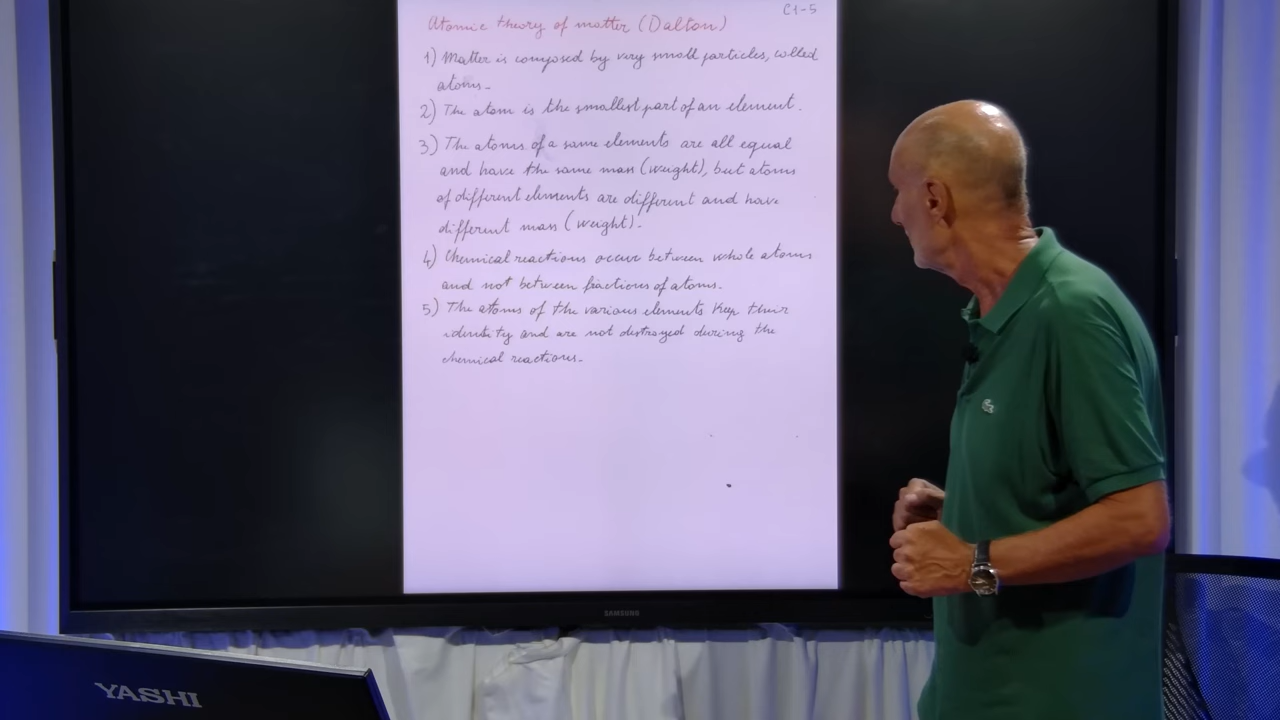 C1-5
Atomic theory of matter (Dalton)
1) Matter is composed by very small particles, called
atoms.
2) The atom is the smallest part of an element.
3) The atoms of a same elements are all equal
and have the same mass (weight), but atoms
of different elements are different and have
different mass (weight).
4) Chemical reactions occur between whole atoms
and not between fractions of atoms.
5) The atoms of the various elements keep their
identity and are not destroyed during the
chemical reactions.
SAMSUNG
YASHI